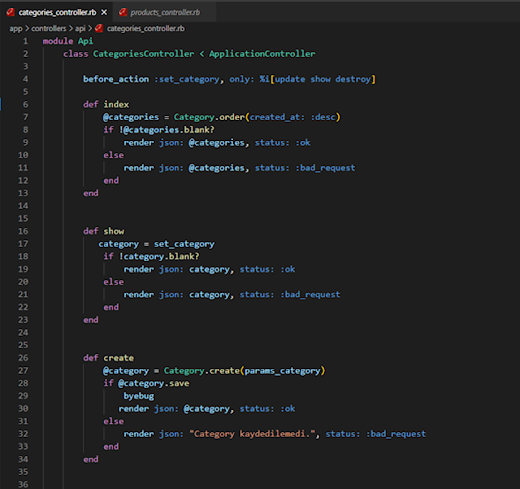 categories_controller.rb products_controller.rb
app > controllers > api > categories_controller.rb
1 module Api
2 class CategoriesController < ApplicationController
3
4 before_action :set_category, only: %i[update show destroy]
5
6 def index
7 @categories = Category.order(created_at: :desc)
8 if !@categories.blank?
9 render json: @categories, status: :ok
10 else
11 render json: @categories, status: :bad_request
12 end
13 end
14
15
16 def show
17 category = set_category
18 if !category.blank?
19 render json: category, status: :ok
20 else
21 render json: category, status: :bad_request
22 end
23 end
24
25
26 def create
27 @category = Category.create(params_category)
28 if @category.save
29 byebug
30 render json: @category, status: :ok
31 else
32 render json: "Category kaydedilemedi.", status: :bad_request
33 end
34 end
35
36